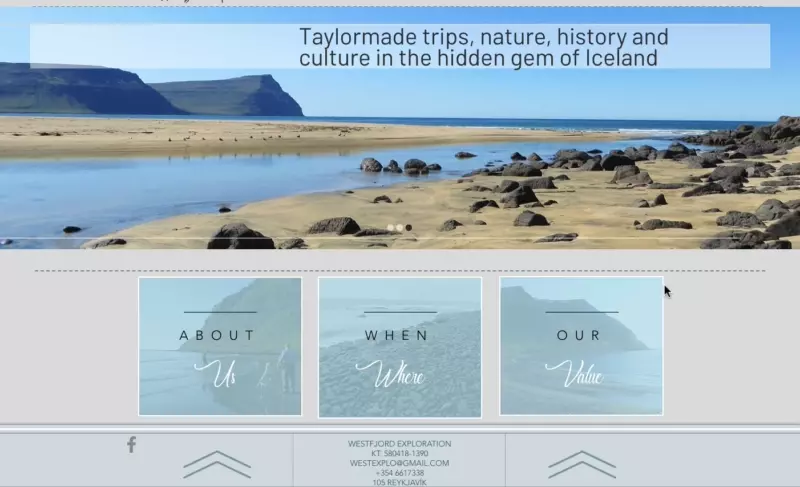 Taylormade trips, nature, history and
culture in the hidden gem of Iceland
ABOUT
Us
WHEN
Where
OUR
Value
WESTFJORD EXPLORATION
KT: 580418-1390
WESTEXPLO@GMAIL.COM
+354 6617338
105 REYKJAVÍK